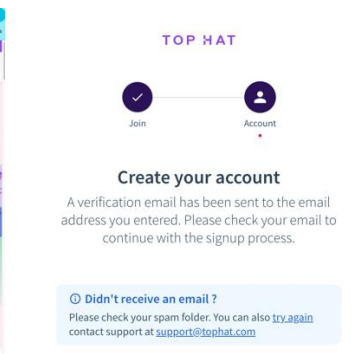 TOP HAT
Join
Account
Create your account
A verification email has been sent to the email
address you entered. Please check your email to
continue with the signup process.
Didn't receive an email ?
Please check your spam folder. You can also try again
contact support at support@tophat.com